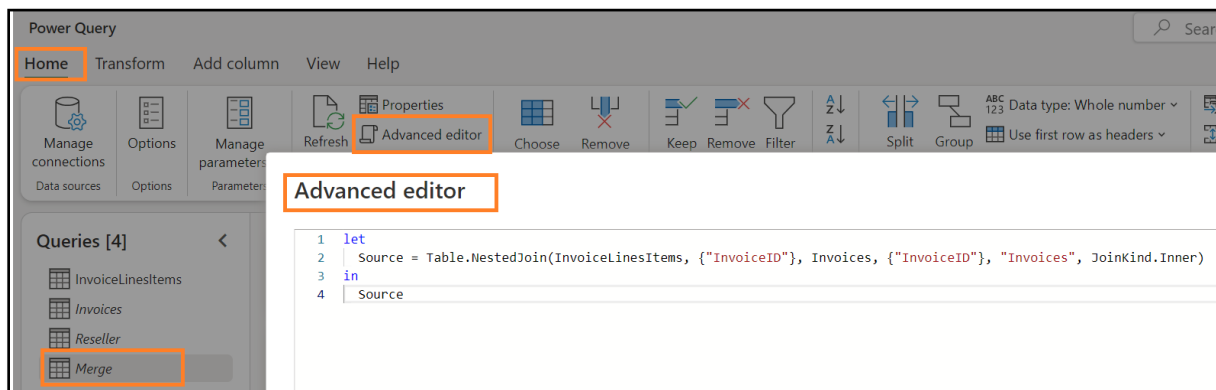 Power Query
Sear
Home Transform Add column View Help
Manage connections
Options
Manage parameters
Refresh
Properties
Advanced editor
Choose
Remove
Keep
Remove
Filter
A
Z
Z
A
Split
Group
ABC
123
Data type: Whole number
Use first row as headers
Data sources
Options
Parameter
Advanced editor
Queries [4]
InvoiceLinesItems
Invoices
Reseller
Merge
1 let
2 Source = Table.NestedJoin(InvoiceLinesItems, {"InvoiceID"}, Invoices, {"InvoiceID"}, "Invoices", JoinKind.Inner)
3 in
4 Source